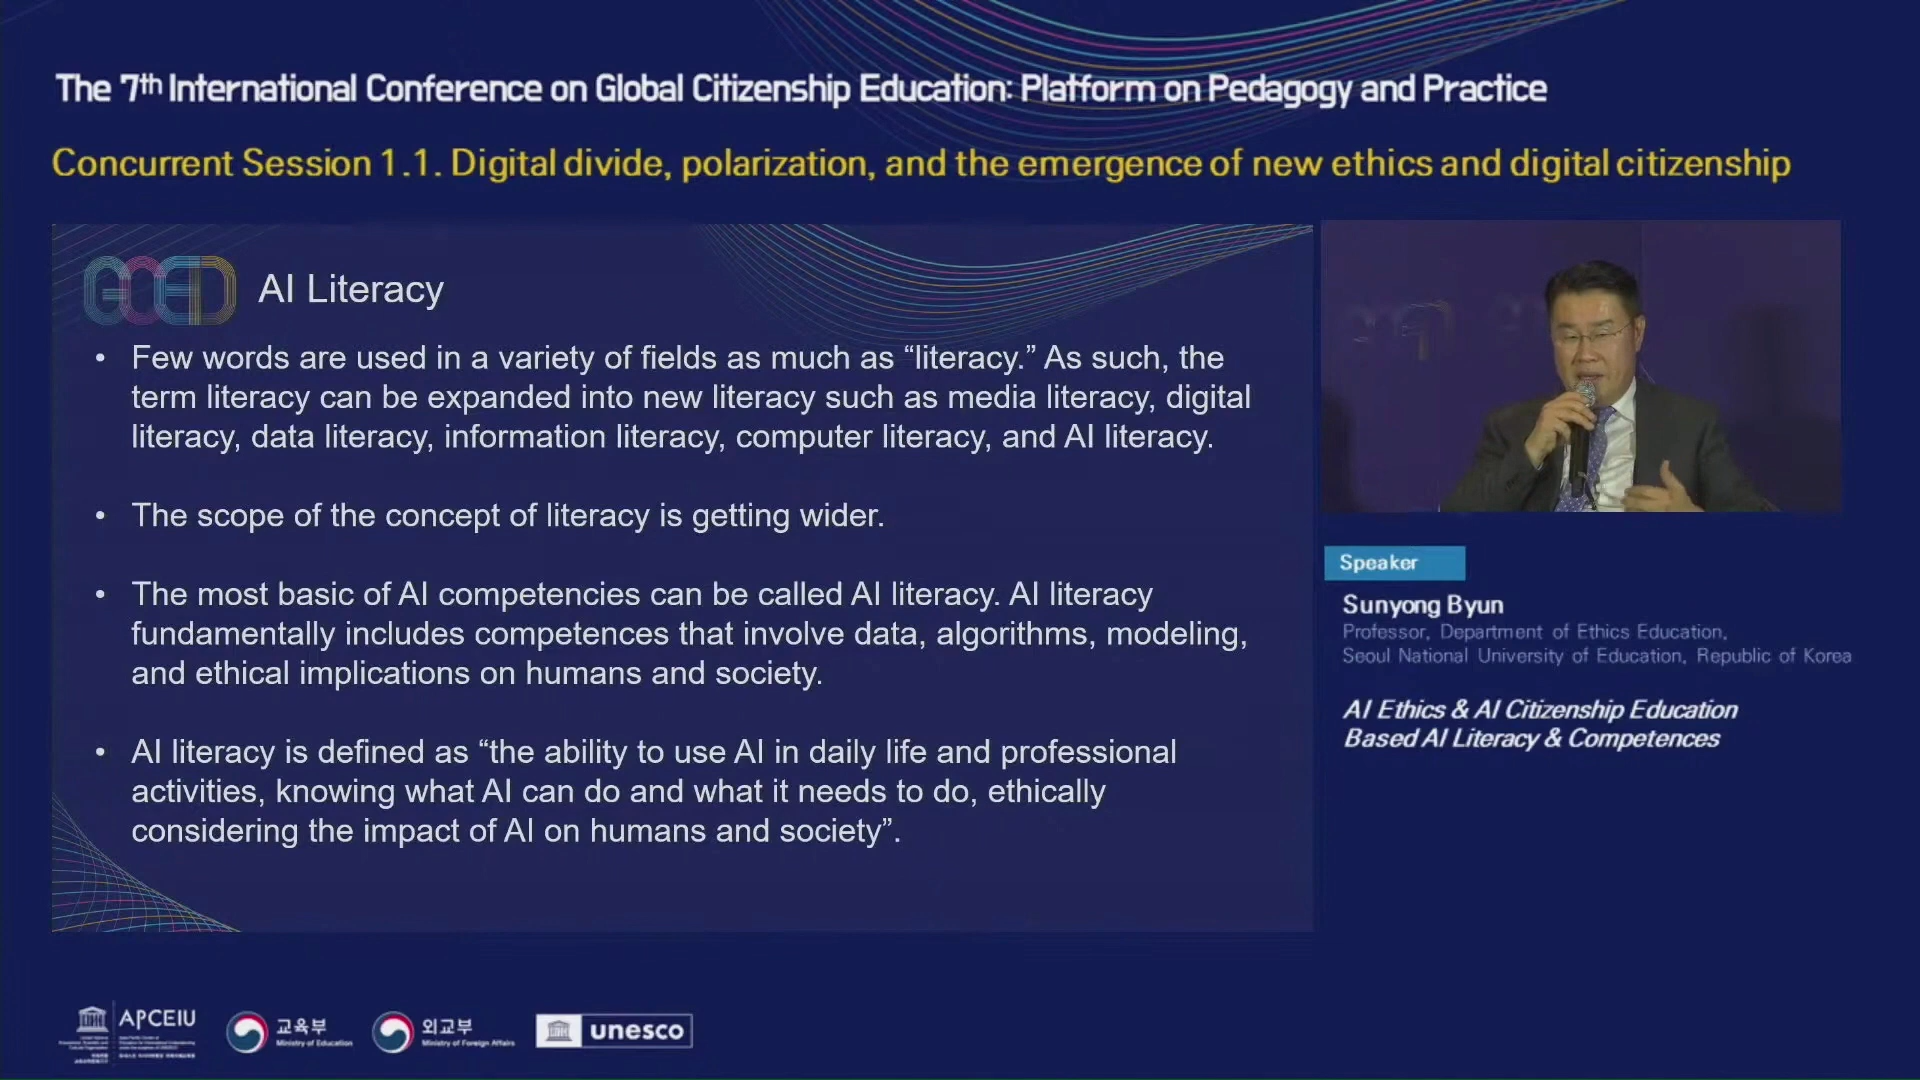 The 7th International Conference on Global Citizenship Education: Platform on Pedagogy and Practice
Concurrent Session 1.1. Digital divide, polarization, and the emergence of new ethics and digital citizenship
GCED
AI Literacy
• Few words are used in a variety of fields as much as “literacy.” As such, the
term literacy can be expanded into new literacy such as media literacy, digital
literacy, data literacy, information literacy, computer literacy, and AI literacy.
• The scope of the concept of literacy is getting wider.
• The most basic of AI competencies can be called AI literacy. AI literacy
fundamentally includes competences that involve data, algorithms, modeling,
and ethical implications on humans and society.
• AI literacy is defined as “the ability to use AI in daily life and professional
activities, knowing what AI can do and what it needs to do, ethically
considering the impact of AI on humans and society”.
Speaker
Sunyong Byun
Professor, Department of Ethics Education,
Seoul National University of Education, Republic of Korea
AI Ethics & AI Citizenship Education
Based AI Literacy & Competences
APCEIU
교육부
Ministry of Education
외교부
Ministry of Foreign Affairs
unesco